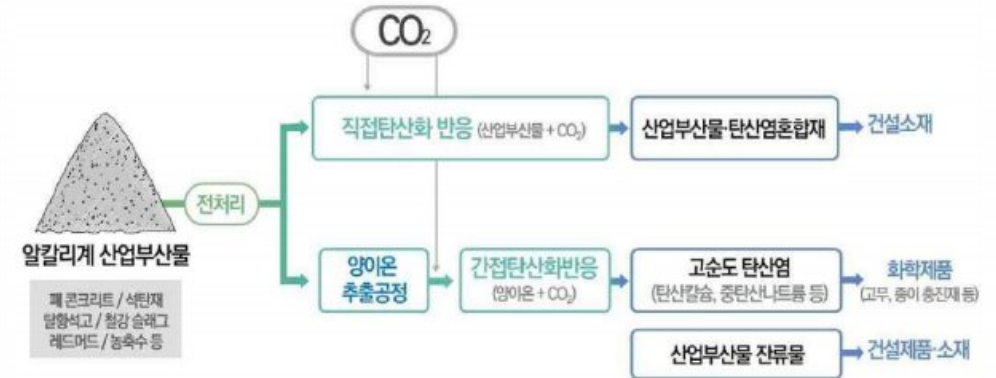 CO₂
직접탄산화 반응 (산업부산물 + CO₂)
산업부산물·탄산염혼합재
건설소재
전처리
알칼리계 산업부산물
폐 콘크리트 / 석탄재
탈황석고 / 철강 슬래그
레드머드 / 농축수 등
양이온
추출공정
간접탄산화반응
(양이온 + CO₂)
고순도 탄산염
(탄산칼슘, 중탄산나트륨 등)
화학제품
(고무, 종이 충진재 등)
산업부산물 잔류물
건설제품·소재